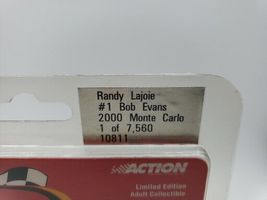 Randy Lajoie
#1 Bob Evans
2000 Monte Carlo
1 of 7,560
10811
ACTION
Limited Edition
Adult Collectible